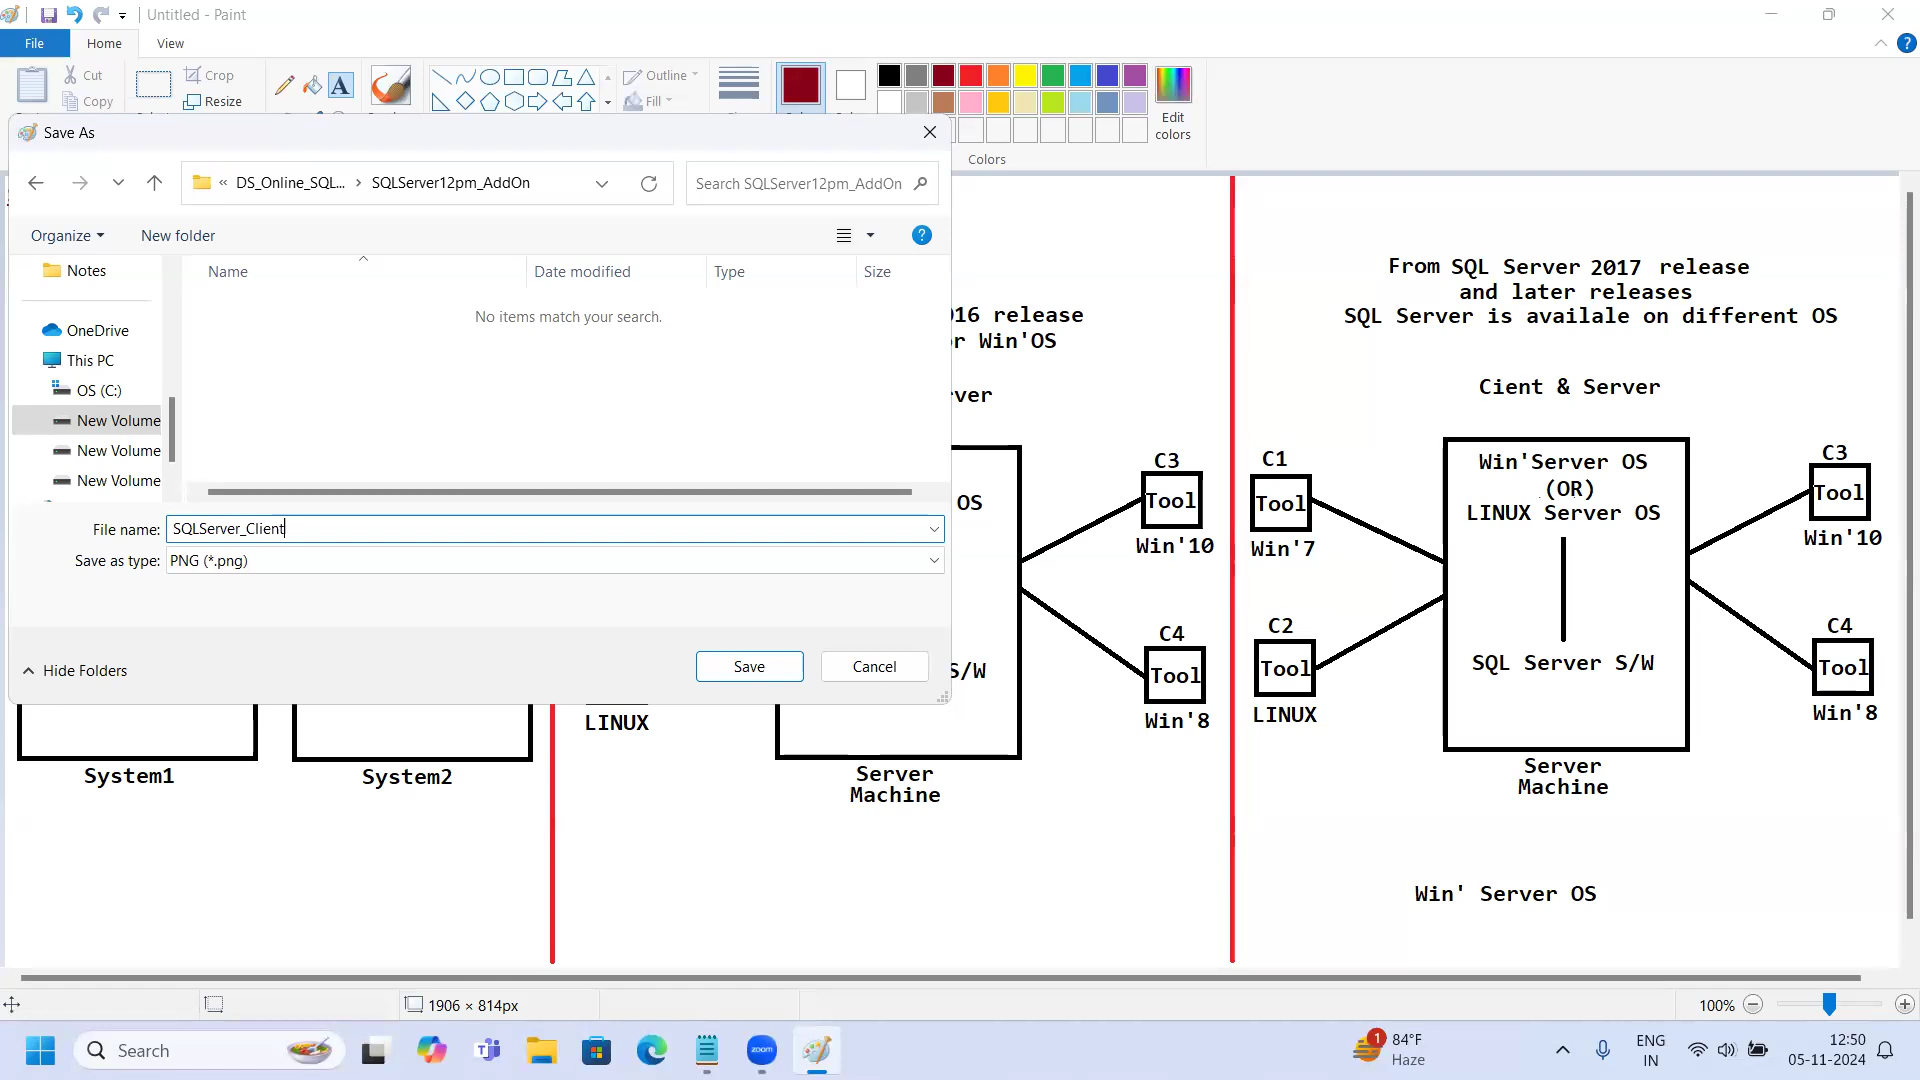 Untitled - Paint
File
Home
View
Cut
Copy
Crop
Resize
Outline
Fill
Edit
colors
Colors
Save As
« DS_Online_SQL... > SQLServer12pm_AddOn
Search SQLServer12pm_AddOn
Organize
New folder
Name
Date modified
Type
Size
No items match your search.
Notes
OneDrive
This PC
OS (C:)
New Volume
New Volume
New Volume
File name: SQLServer_Client
Save as type: PNG (*.png)
Hide Folders
Save
Cancel
System1
System2
016 release
or Win'OS
ver
OS
S/W
C3
Tool
Win'10
C4
Tool
Win'8
LINUX
Server
Machine
From SQL Server 2017 release
and later releases
SQL Server is availale on different OS
Cient & Server
C1
Tool
Win'7
C2
Tool
LINUX
Win'Server OS
(OR)
LINUX Server OS
SQL Server S/W
C3
Tool
Win'10
C4
Tool
Win'8
Server
Machine
Win' Server OS
1906 × 814px
100%
Search
zoom
1
84°F
Haze
ENG
IN
12:50
05-11-2024